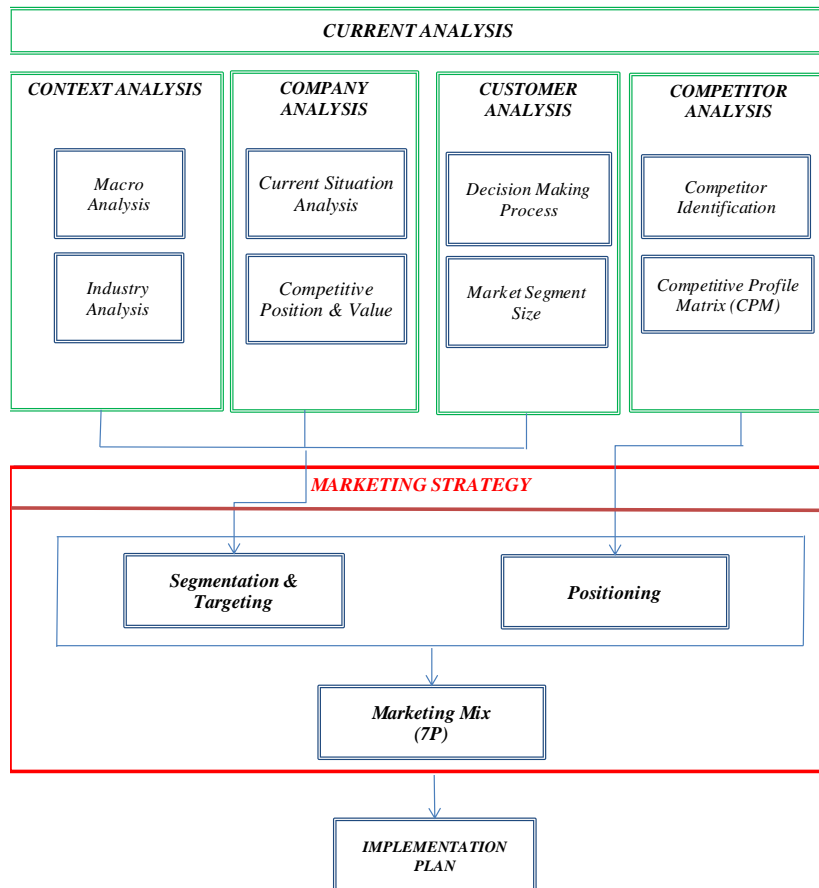 CURRENT ANALYSIS
CONTEXT ANALYSIS
Macro
Analysis
Industry
Analysis
COMPANY
ANALYSIS
Current Situation
Analysis
Competitive
Position & Value
CUSTOMER
ANALYSIS
Decision Making
Process
Market Segment
Size
COMPETITOR
ANALYSIS
Competitor
Identification
Competitive Profile
Matrix (CPM)
MARKETING STRATEGY
Segmentation &
Targeting
Positioning
Marketing Mix
(7P)
IMPLEMENTATION
PLAN